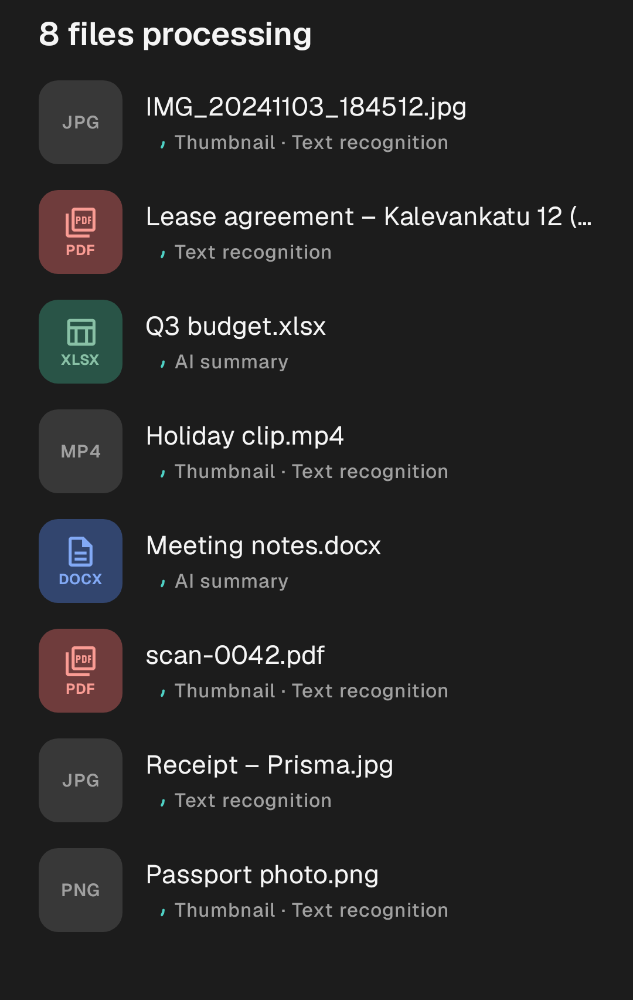 8 files processing
JPG
IMG_20241103_184512.jpg
Thumbnail · Text recognition
PDF
PDF
Lease agreement – Kalevankatu 12 (…
Text recognition
XLSX
Q3 budget.xlsx
AI summary
MP4
Holiday clip.mp4
Thumbnail · Text recognition
DOCX
Meeting notes.docx
AI summary
PDF
PDF
scan-0042.pdf
Thumbnail · Text recognition
JPG
Receipt – Prisma.jpg
Text recognition
PNG
Passport photo.png
Thumbnail · Text recognition